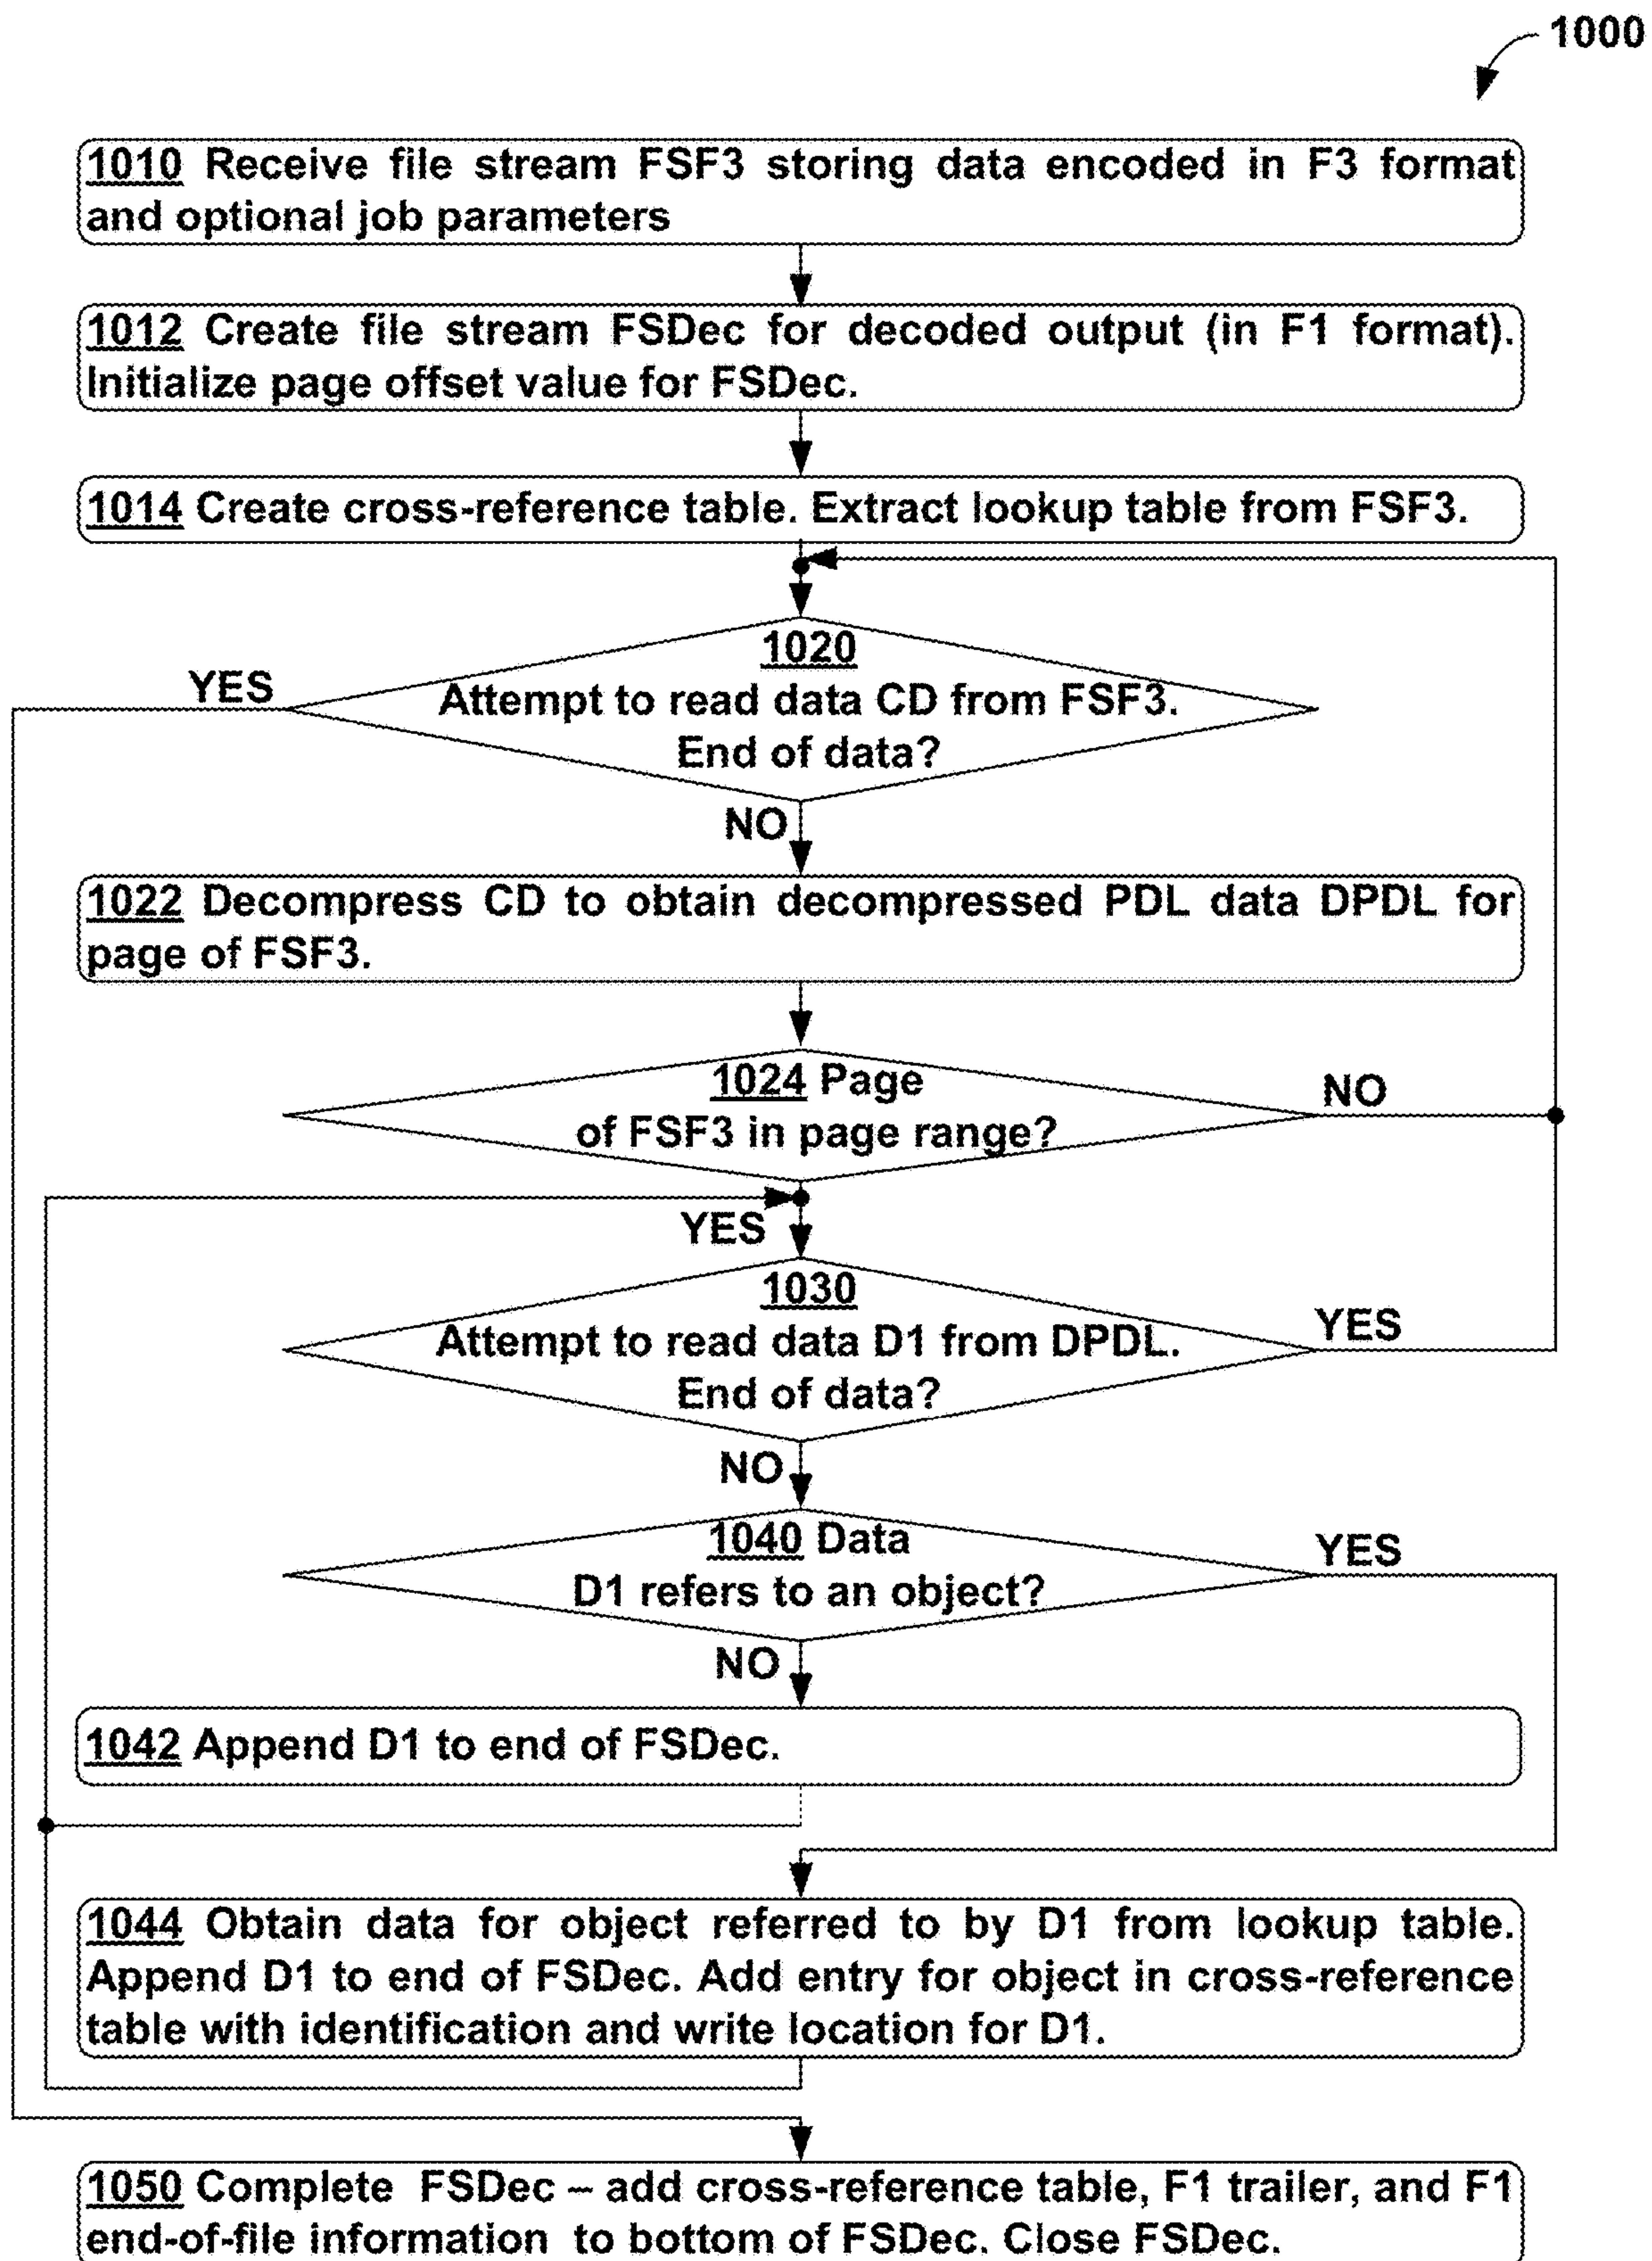 1000
1010 Receive file stream FSF3 storing data encoded in F3 format
and optional job parameters
1012 Create file stream FSDec for decoded output (in F1 format).
Initialize page offset value for FSDec.
1014 Create cross-reference table. Extract lookup table from FSF3.
1020
YES
Attempt to read data CD from FSF3.
End of data?
NO
1022 Decompress CD to obtain decompressed PDL data DPDL for
page of FSF3.
1024 Page
NO
of FSF3 in page range?
YES
1030
Attempt to read data D1 from DPDL.
YES
End of data?
NO
1040 Data
YES
D1 refers to an object?
NO
1042 Append D1 to end of FSDec.
1044 Obtain data for object referred to by D1 from lookup table.
Append D1 to end of FSDec. Add entry for object in cross-reference
table with identification and write location for D1.
1050 Complete FSDec – add cross-reference table, F1 trailer, and F1
end-of-file information to bottom of FSDec. Close FSDec.